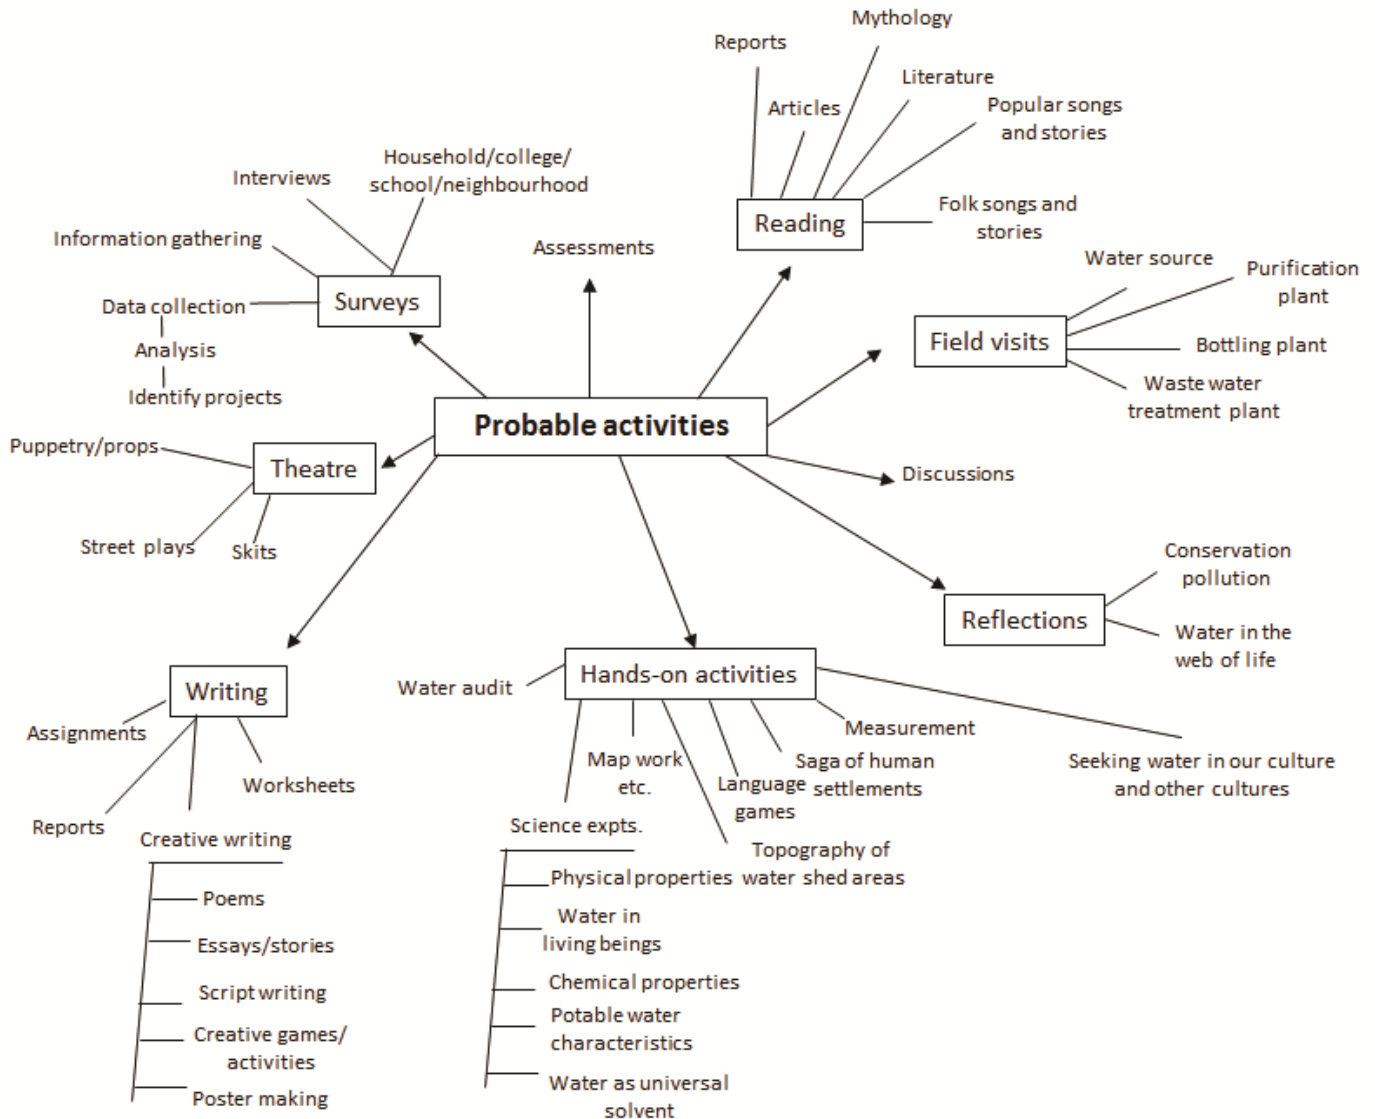 Mythology
Reports
Literature
Articles
Popular songs
and stories
Household/college/
school/neighbourhood
Interviews
Folk songs and
stories
Reading
Information gathering
Assessments
Water source
Purification
plant
Surveys
Data collection
Field visits
Bottling plant
Analysis
Waste water
treatment plant
Identify projects
Probable activities
Puppetry/props
Theatre
Discussions
Street plays
Skits
Conservation
pollution
Reflections
Water in the
web of life
Writing
Water audit
Hands-on activities
Assignments
Measurement
Worksheets
Map work
etc.
Language
games
Saga of human
settlements
Seeking water in our culture
and other cultures
Reports
Creative writing
Science expts.
Topography of
water shed areas
Physical properties
Poems
Water in
living beings
Essays/stories
Chemical properties
Script writing
Potable water
characteristics
Creative games/
activities
Water as universal
solvent
Poster making